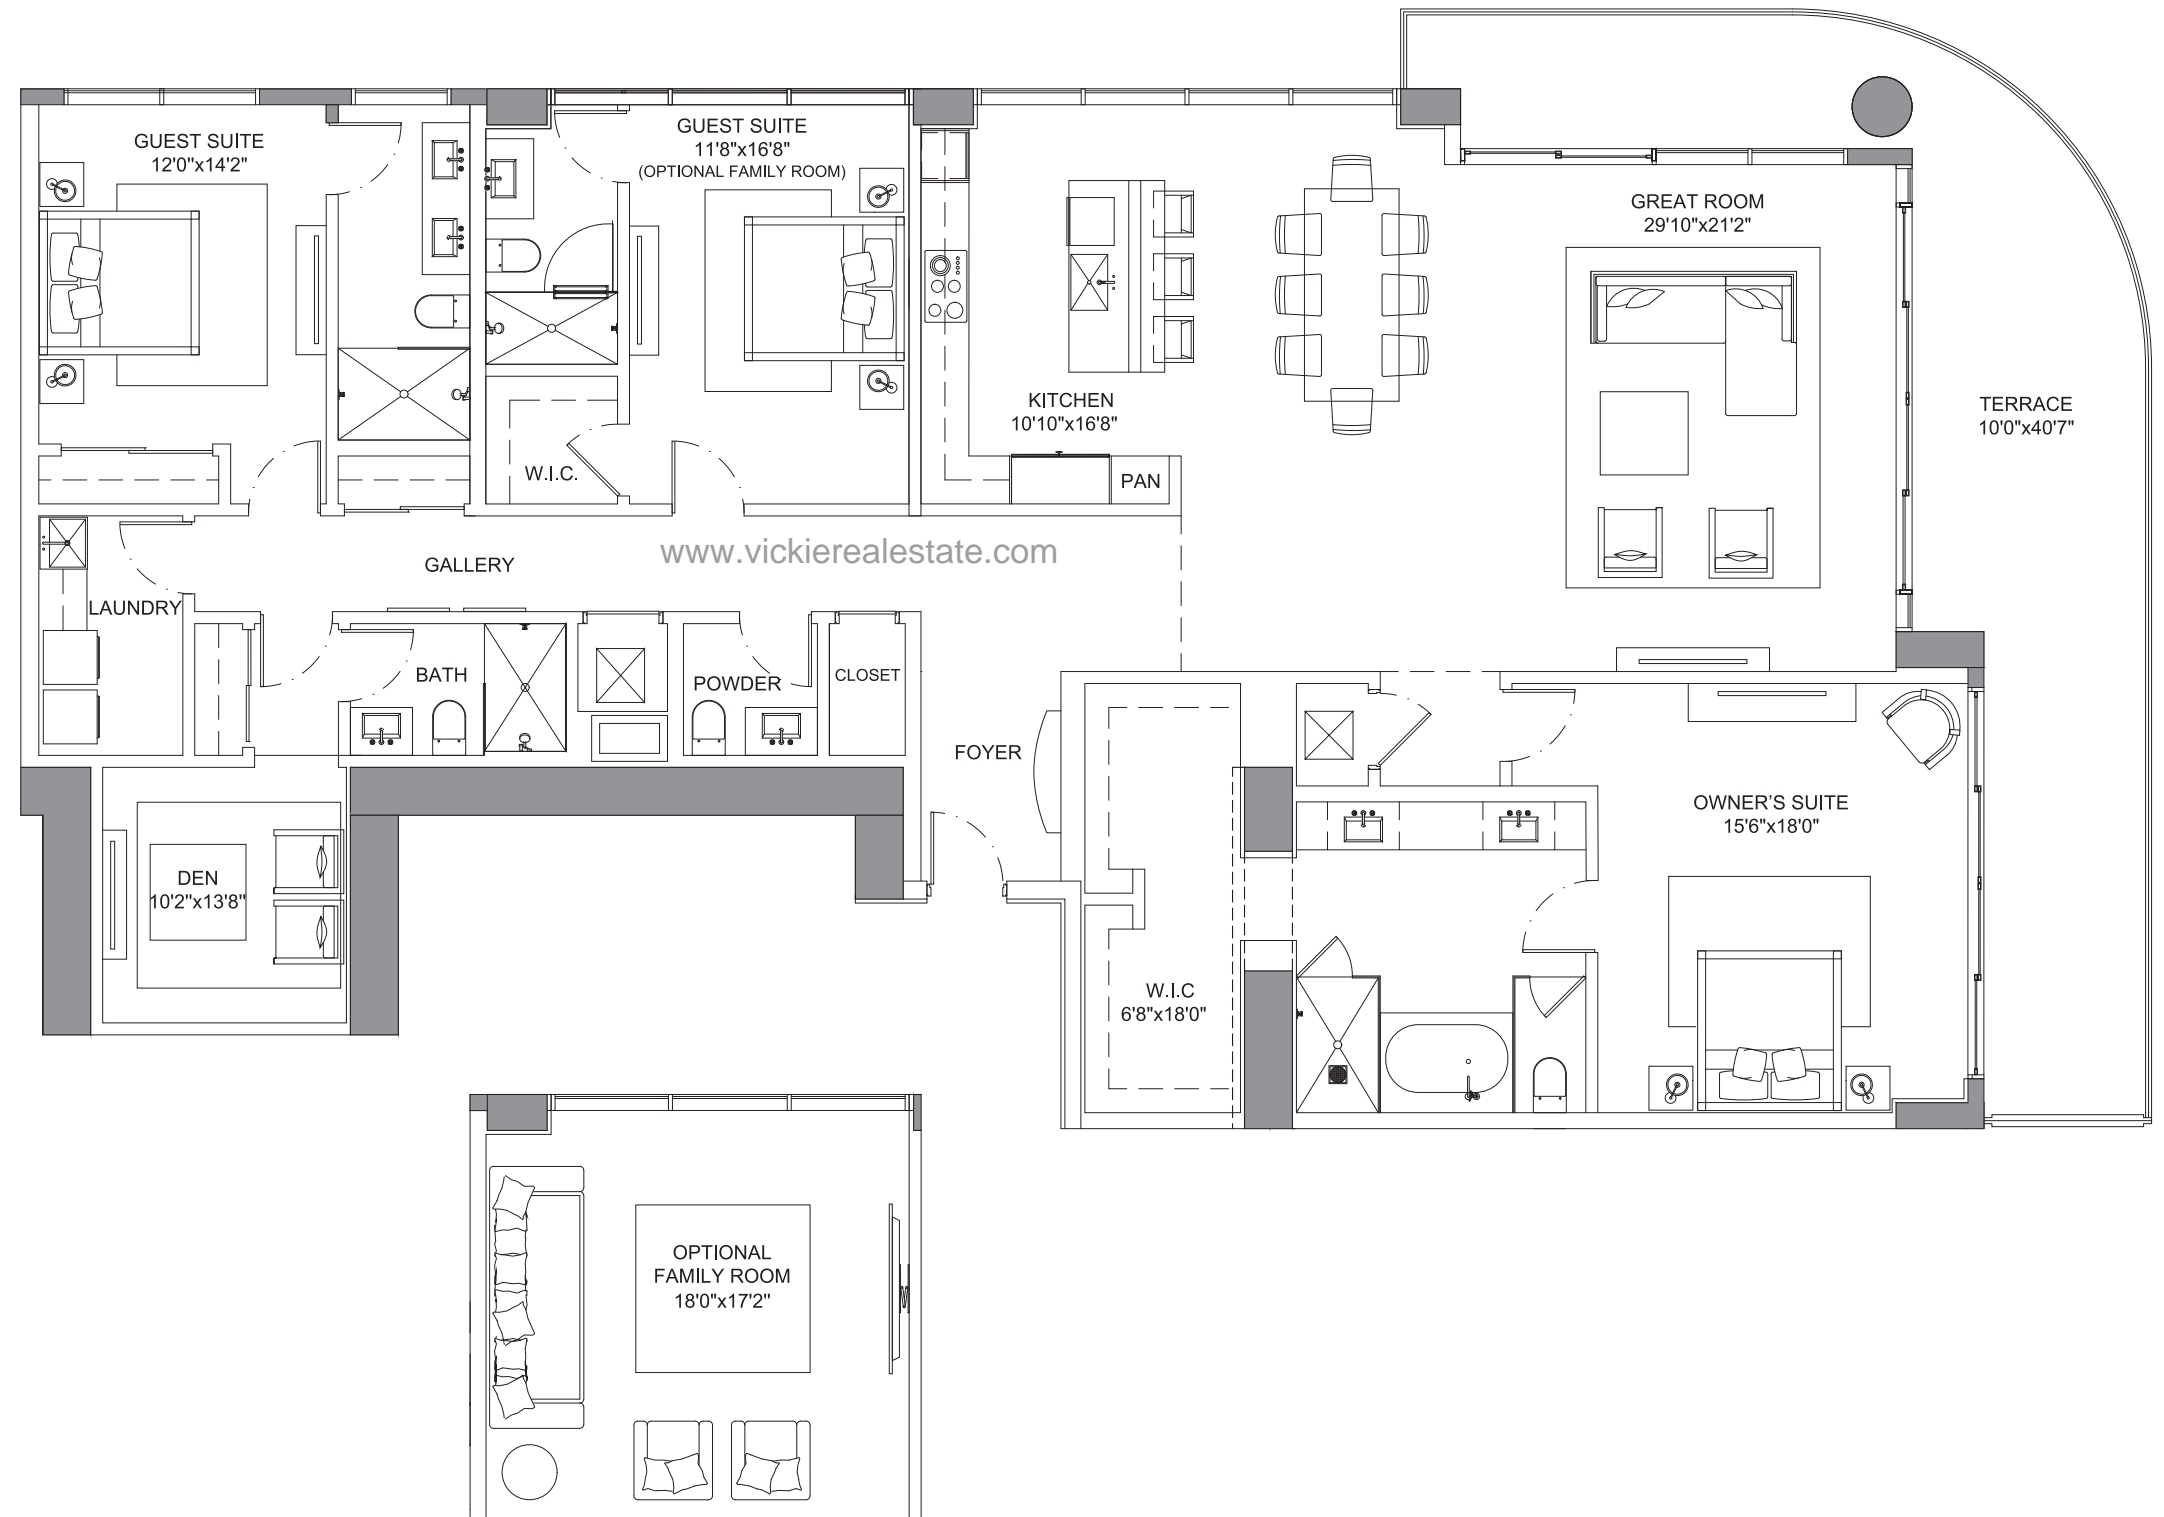 GUEST SUITE
12'0"x14'2"
GUEST SUITE
11'8"x16'8"
(OPTIONAL FAMILY ROOM)
GREAT ROOM
29'10"x21'2"
KITCHEN
10'10"x16'8"
TERRACE
10'0"x40'7"
W.I.C.
PAN
GALLERY
www.vickierealestate.com
LAUNDRY
BATH
POWDER
CLOSET
FOYER
OWNER’S SUITE
15'6"x18'0"
DEN
10'2"x13'8"
W.I.C
6'8"x18'0"
OPTIONAL
FAMILY ROOM
18'0"x17'2"